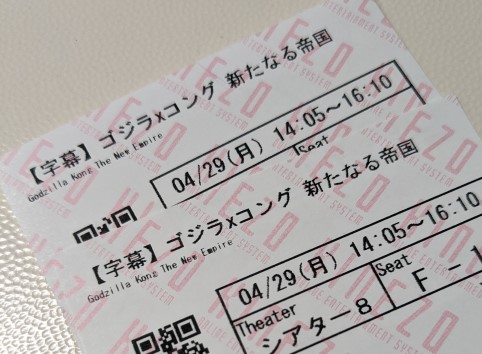 【字幕】ゴジラxコング 新たなる帝国
Godzilla Kong The New Empire
04/29(月) 14:05～16:10
Seat
【字幕】ゴジラxコング 新たなる帝国
Godzilla Kong The New Empire
04/29(月) 14:05～16:10
Theater
シアター8
Seat
F－1